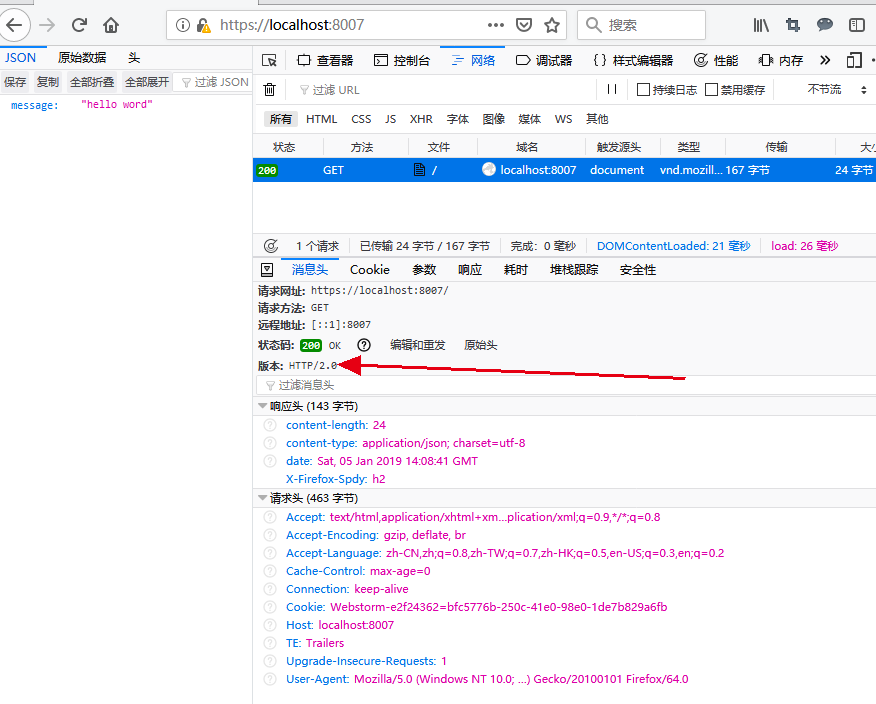 https://localhost:8007
搜索
JSON 原始数据 头
保存 复制 全部折叠 全部展开 过滤 JSON
message: "hello word"
查看器 控制台 网络 调试器 样式编辑器 性能 内存
过滤 URL 持续日志 禁用缓存 不节流
所有 HTML CSS JS XHR 字体 图像 媒体 WS 其他
状态 方法 文件 域名 触发源头 类型 传输 大小
200 GET / localhost:8007 document vnd.mozill... 167 字节 24 字节
1 个请求 已传输 24 字节 / 167 字节 完成: 0 毫秒 DOMContentLoaded: 21 毫秒 load: 26 毫秒
消息头 Cookie 参数 响应 耗时 堆栈跟踪 安全性
请求网址: https://localhost:8007/
请求方法: GET
远程地址: [::1]:8007
状态码: 200 OK 编辑和重发 原始头
版本: HTTP/2.0
过滤消息头
响应头 (143 字节)
content-length: 24
content-type: application/json; charset=utf-8
date: Sat, 05 Jan 2019 14:08:41 GMT
X-Firefox-Spdy: h2
请求头 (463 字节)
Accept: text/html,application/xhtml+xm...plication/xml;q=0.9,*/*;q=0.8
Accept-Encoding: gzip, deflate, br
Accept-Language: zh-CN,zh;q=0.8,zh-TW;q=0.7,zh-HK;q=0.5,en-US;q=0.3,en;q=0.2
Cache-Control: max-age=0
Connection: keep-alive
Cookie: Webstorm-e2f24362=bfc5776b-250c-41e0-98e0-1de7b829a6fb
Host: localhost:8007
TE: Trailers
Upgrade-Insecure-Requests: 1
User-Agent: Mozilla/5.0 (Windows NT 10.0; ...) Gecko/20100101 Firefox/64.0